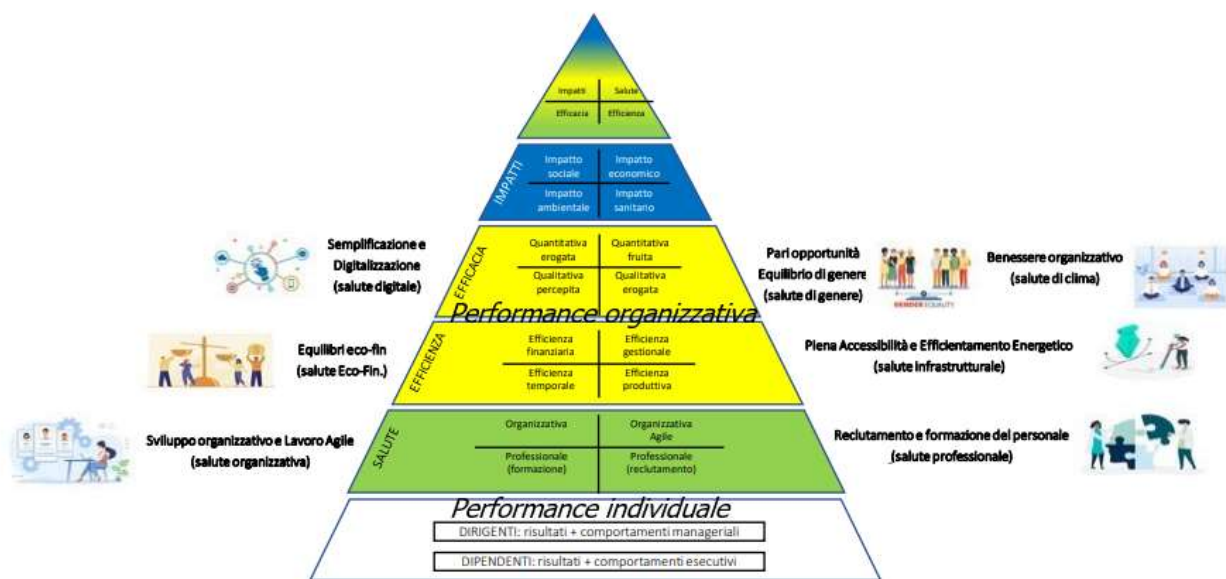 Impatti
Salute
Efficacia
Efficienza
IMPATTI
Impatto
sociale
Impatto
economico
Impatto
ambientale
Impatto
sanitario
Semplificazione e
Digitalizzazione
(salute digitale)
EFFICACIA
Quantitativa
erogata
Quantitativa
fruita
Qualitativa
percepita
Qualitativa
erogata
Pari opportunità
Equilibrio di genere
(salute di genere)
GENDER EQUALITY
Benessere organizzativo
(salute di clima)
Performance organizzativa
Equilibri eco-fin
(salute Eco-Fin.)
EFFICIENZA
Efficienza
finanziaria
Efficienza
gestionale
Efficienza
temporale
Efficienza
produttiva
Plena Accessibilità e Efficientamento Energetico
(salute infrastrutturale)
Sviluppo organizzativo e Lavoro Agile
(salute organizzativa)
SALUTE
Organizzativa
Organizzativa
Agile
Professionale
(formazione)
Professionale
(reclutamento)
Reclutamento e formazione del personale
(salute professionale)
Performance individuale
DIRIGENTI: risultati + comportamenti manageriali
DIPENDENTI: risultati + comportamenti esecutivi